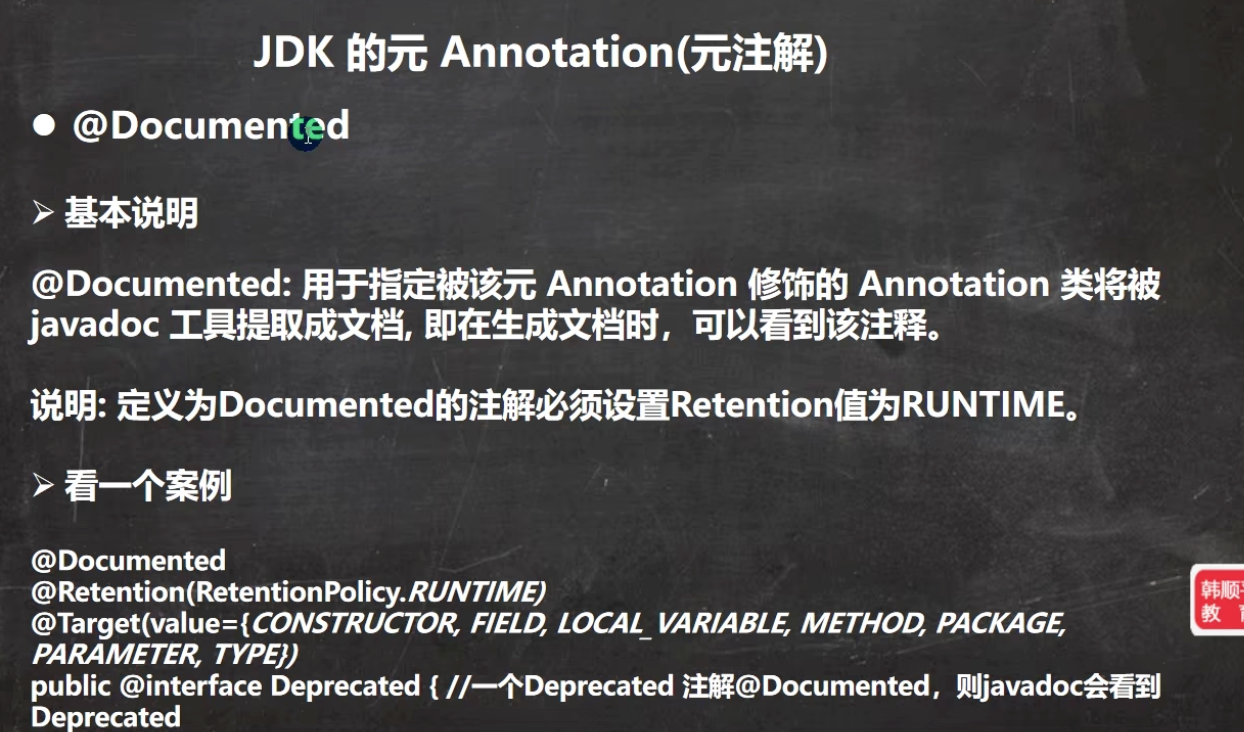 JDK 的元 Annotation(元注解)
● @Documented
➢ 基本说明
@Documented: 用于指定被该元 Annotation 修饰的 Annotation 类将被
javadoc 工具提取成文档, 即在生成文档时，可以看到该注释。
说明: 定义为Documented的注解必须设置Retention值为RUNTIME。
➢ 看一个案例
@Documented
@Retention(RetentionPolicy.RUNTIME)
@Target(value={CONSTRUCTOR, FIELD, LOCAL_VARIABLE, METHOD, PACKAGE,
PARAMETER, TYPE})
public @interface Deprecated { //一个Deprecated 注解@Documented，则javadoc会看到
Deprecated
韩顺
教